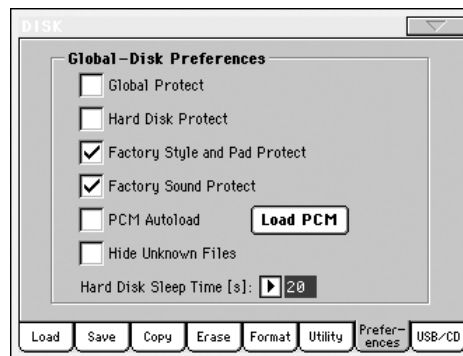 DISK
Global-Disk Preferences
Global Protect
Hard Disk Protect
Factory Style and Pad Protect
Factory Sound Protect
PCM Autoload
Load PCM
Hide Unknown Files
Hard Disk Sleep Time [s]: 20
Load Save Copy Erase Format Utility Prefer-
ences USB/CD